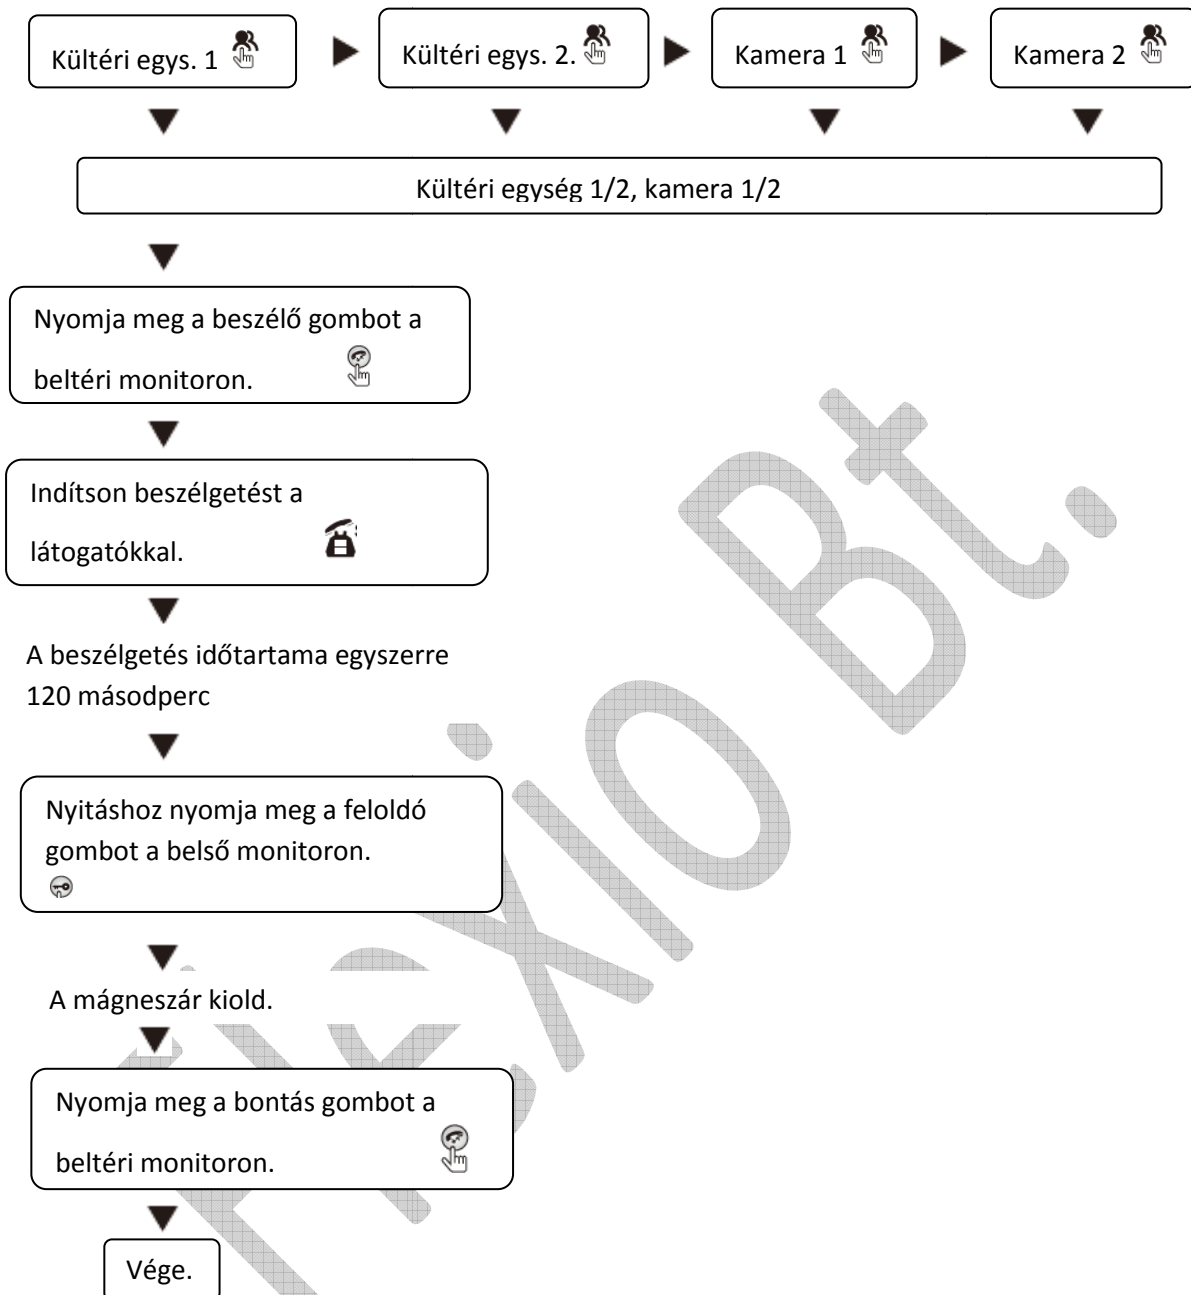 Kültéri egys. 1
Kültéri egys. 2.
Kamera 1
Kamera 2
Kültéri egység 1/2, kamera 1/2
Nyomja meg a beszélő gombot a
beltéri monitoron.
Indítson beszélgetést a
látogatókkal.
A beszélgetés időtartama egyszerre
120 másodperc
Nyitáshoz nyomja meg a feloldó
gombot a belső monitoron.
A mágneszár kiold.
Nyomja meg a bontás gombot a
beltéri monitoron.
Vége.
Bt.